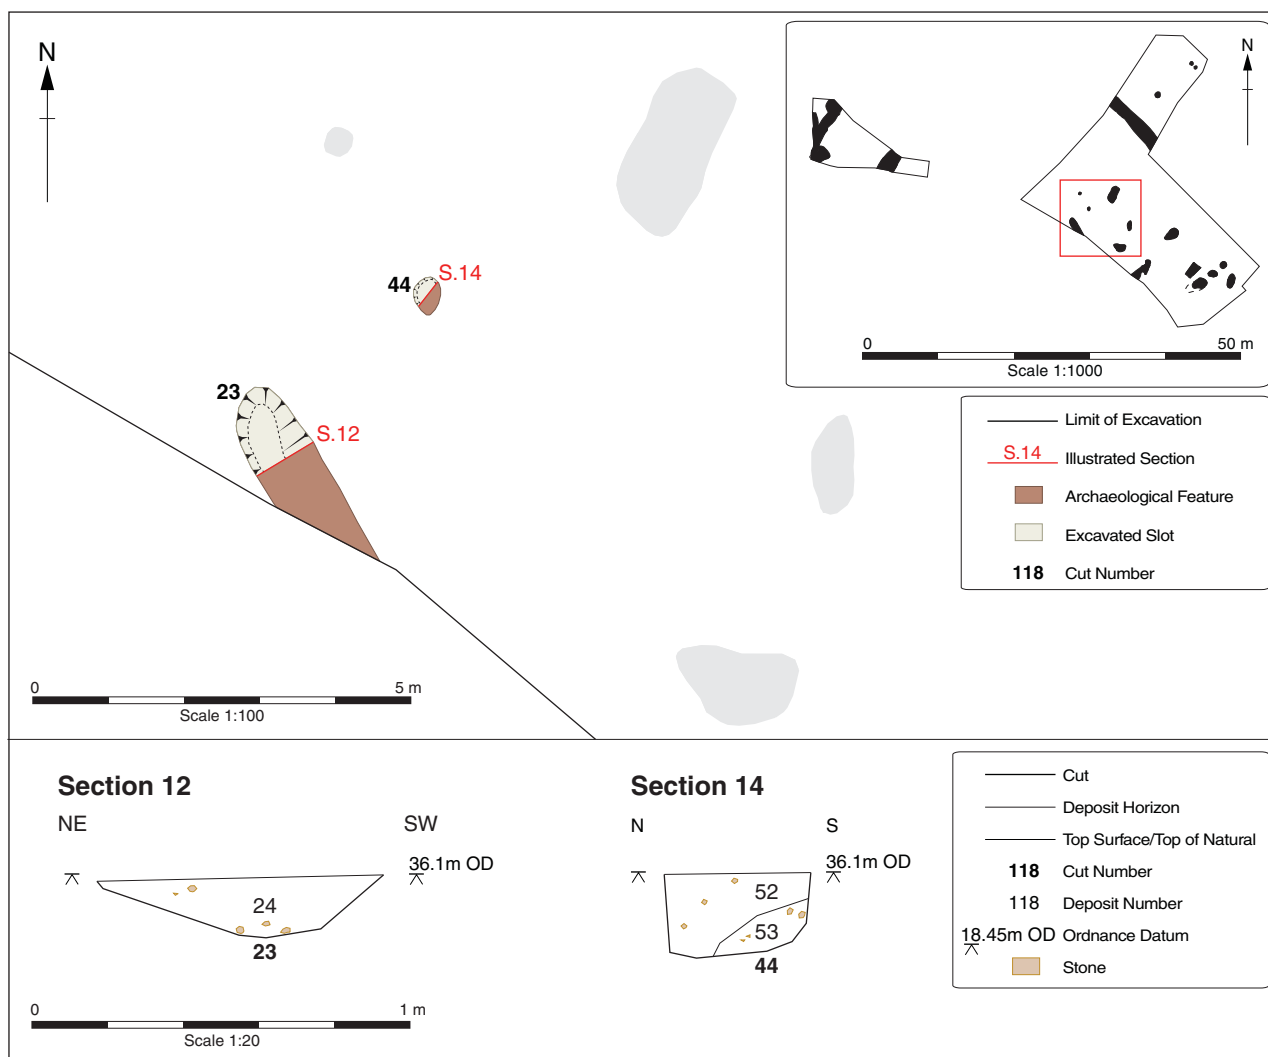 N
N
44
S.14
23
S.12
0
50 m
Scale 1:1000
Limit of Excavation
S.14
Illustrated Section
Archaeological Feature
Excavated Slot
118
Cut Number
0
5 m
Scale 1:100
Section 12
NE
SW
36.1m OD
24
23
0
1 m
Scale 1:20
Section 14
N
S
36.1m OD
52
53
44
Cut
Deposit Horizon
Top Surface/Top of Natural
118
Cut Number
118
Deposit Number
18.45m OD
Ordnance Datum
Stone